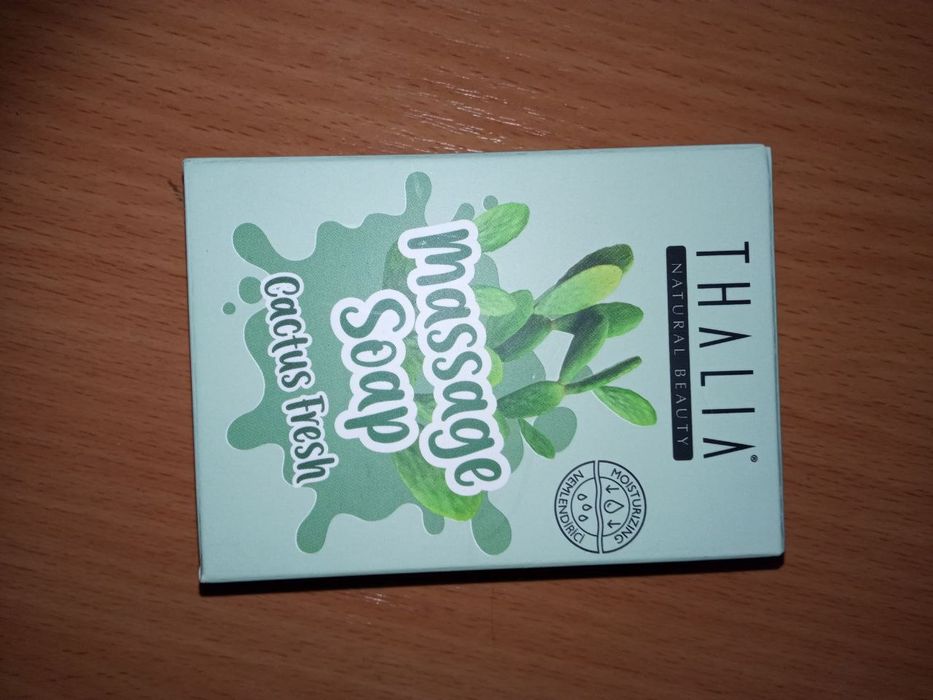 THALIA®
NATURAL BEAUTY
MOISTURIZING
NEMLENDİRİCİ
Massage
Soap
Cactus Fresh